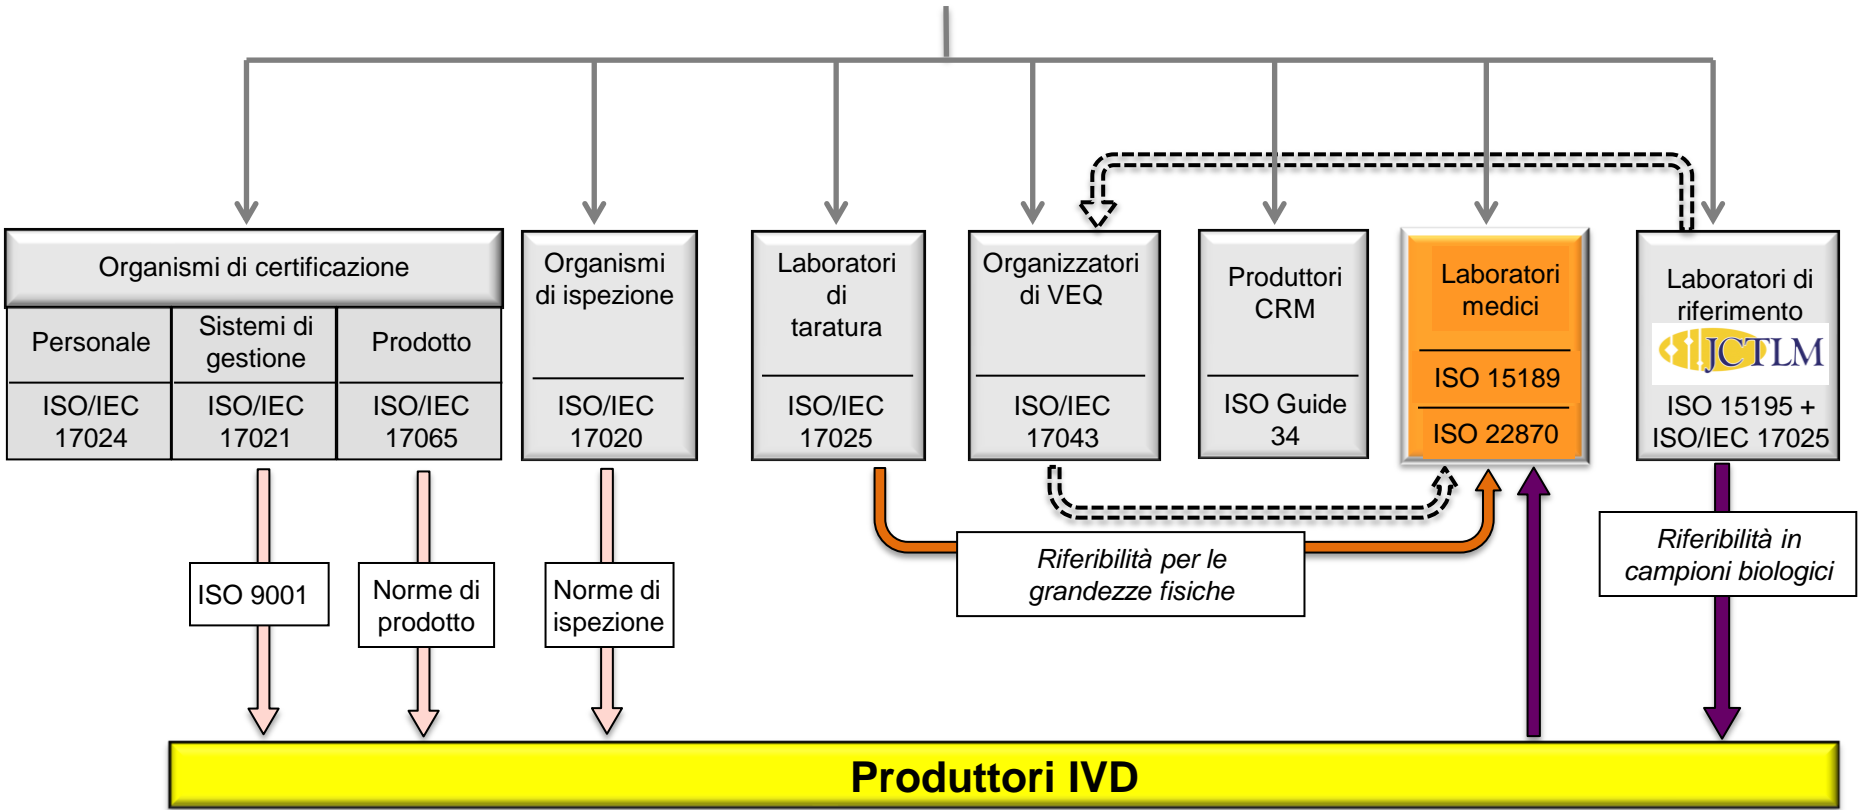 Organismi di certificazione
Personale
ISO/IEC
17024
Sistemi di
gestione
ISO/IEC
17021
Prodotto
ISO/IEC
17065
Organismi
di ispezione
ISO/IEC
17020
Laboratori
di
taratura
ISO/IEC
17025
Organizzatori
di VEQ
ISO/IEC
17043
Produttori
CRM
ISO Guide
34
Laboratori
medici
ISO 15189
ISO 22870
Laboratori di
riferimento
JCTLM
ISO 15195 +
ISO/IEC 17025
ISO 9001
Norme di
prodotto
Norme di
ispezione
Riferibilità per le
grandezze fisiche
Riferibilità in
campioni biologici
Produttori IVD